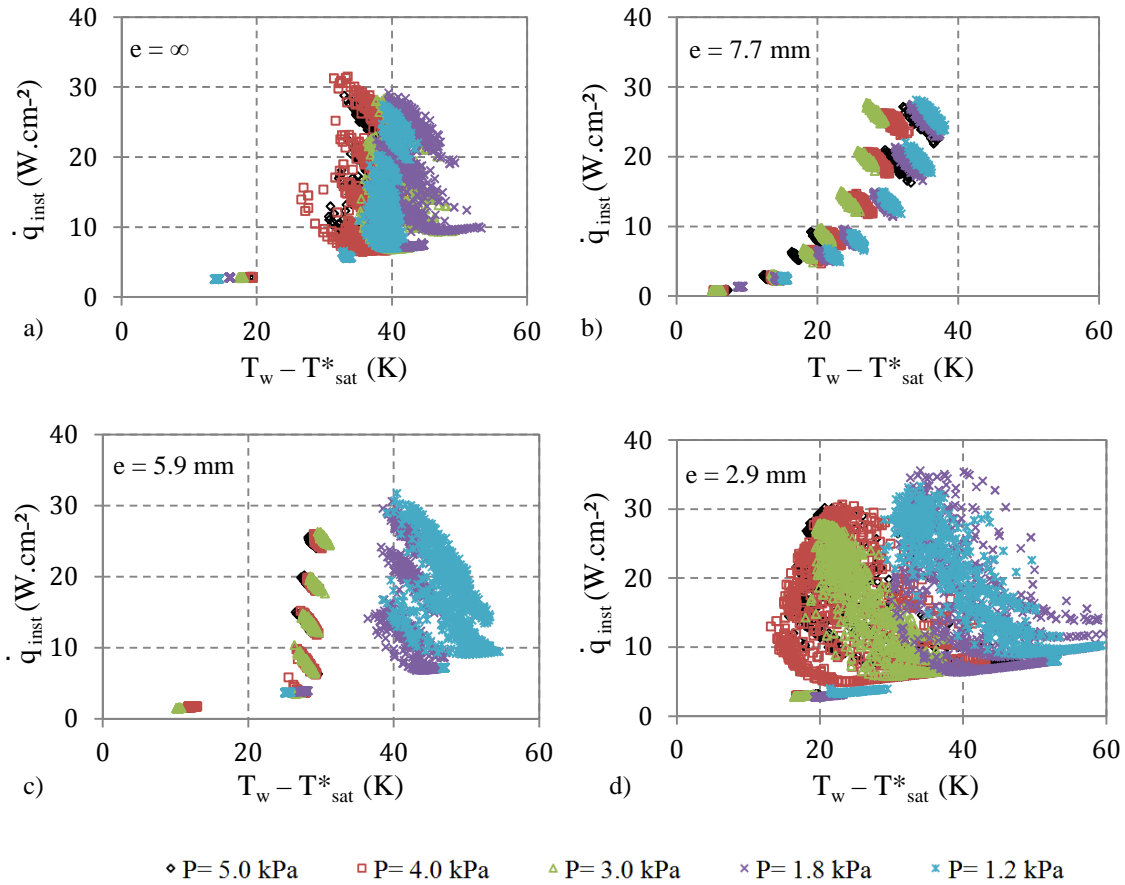 40
30
20
10
0
0 20 40 60
e = ∞
q̇ inst (W.cm-²)
Tw – T*sat (K)
a)
40
30
20
10
0
0 20 40 60
e = 7.7 mm
q̇ inst (W.cm-²)
Tw – T*sat (K)
b)
40
30
20
10
0
0 20 40 60
e = 5.9 mm
q̇ inst (W.cm-²)
Tw – T*sat (K)
c)
40
30
20
10
0
0 20 40 60
e = 2.9 mm
q̇ inst (W.cm-²)
Tw – T*sat (K)
d)
P= 5.0 kPa P= 4.0 kPa P= 3.0 kPa P= 1.8 kPa P= 1.2 kPa